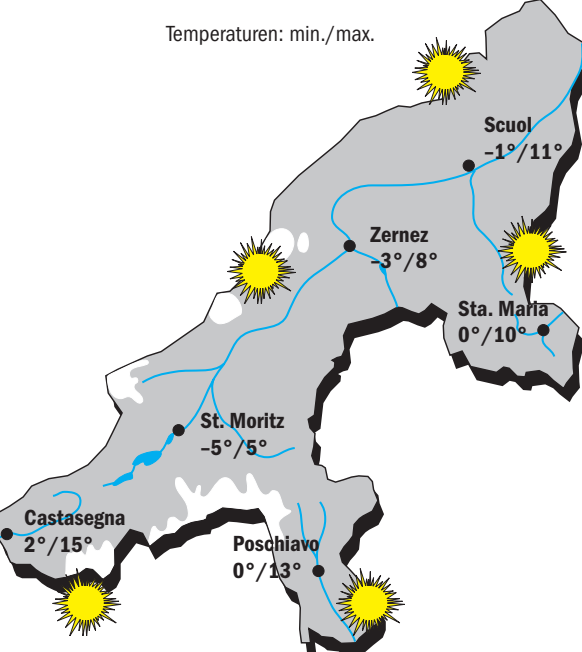 Temperaturen: min./max.
Scuol
–1°/11°
Zernez
–3°/8°
Sta. Maria
0°/10°
St. Moritz
–5°/5°
Castasegna
2°/15°
Poschiavo
0°/13°